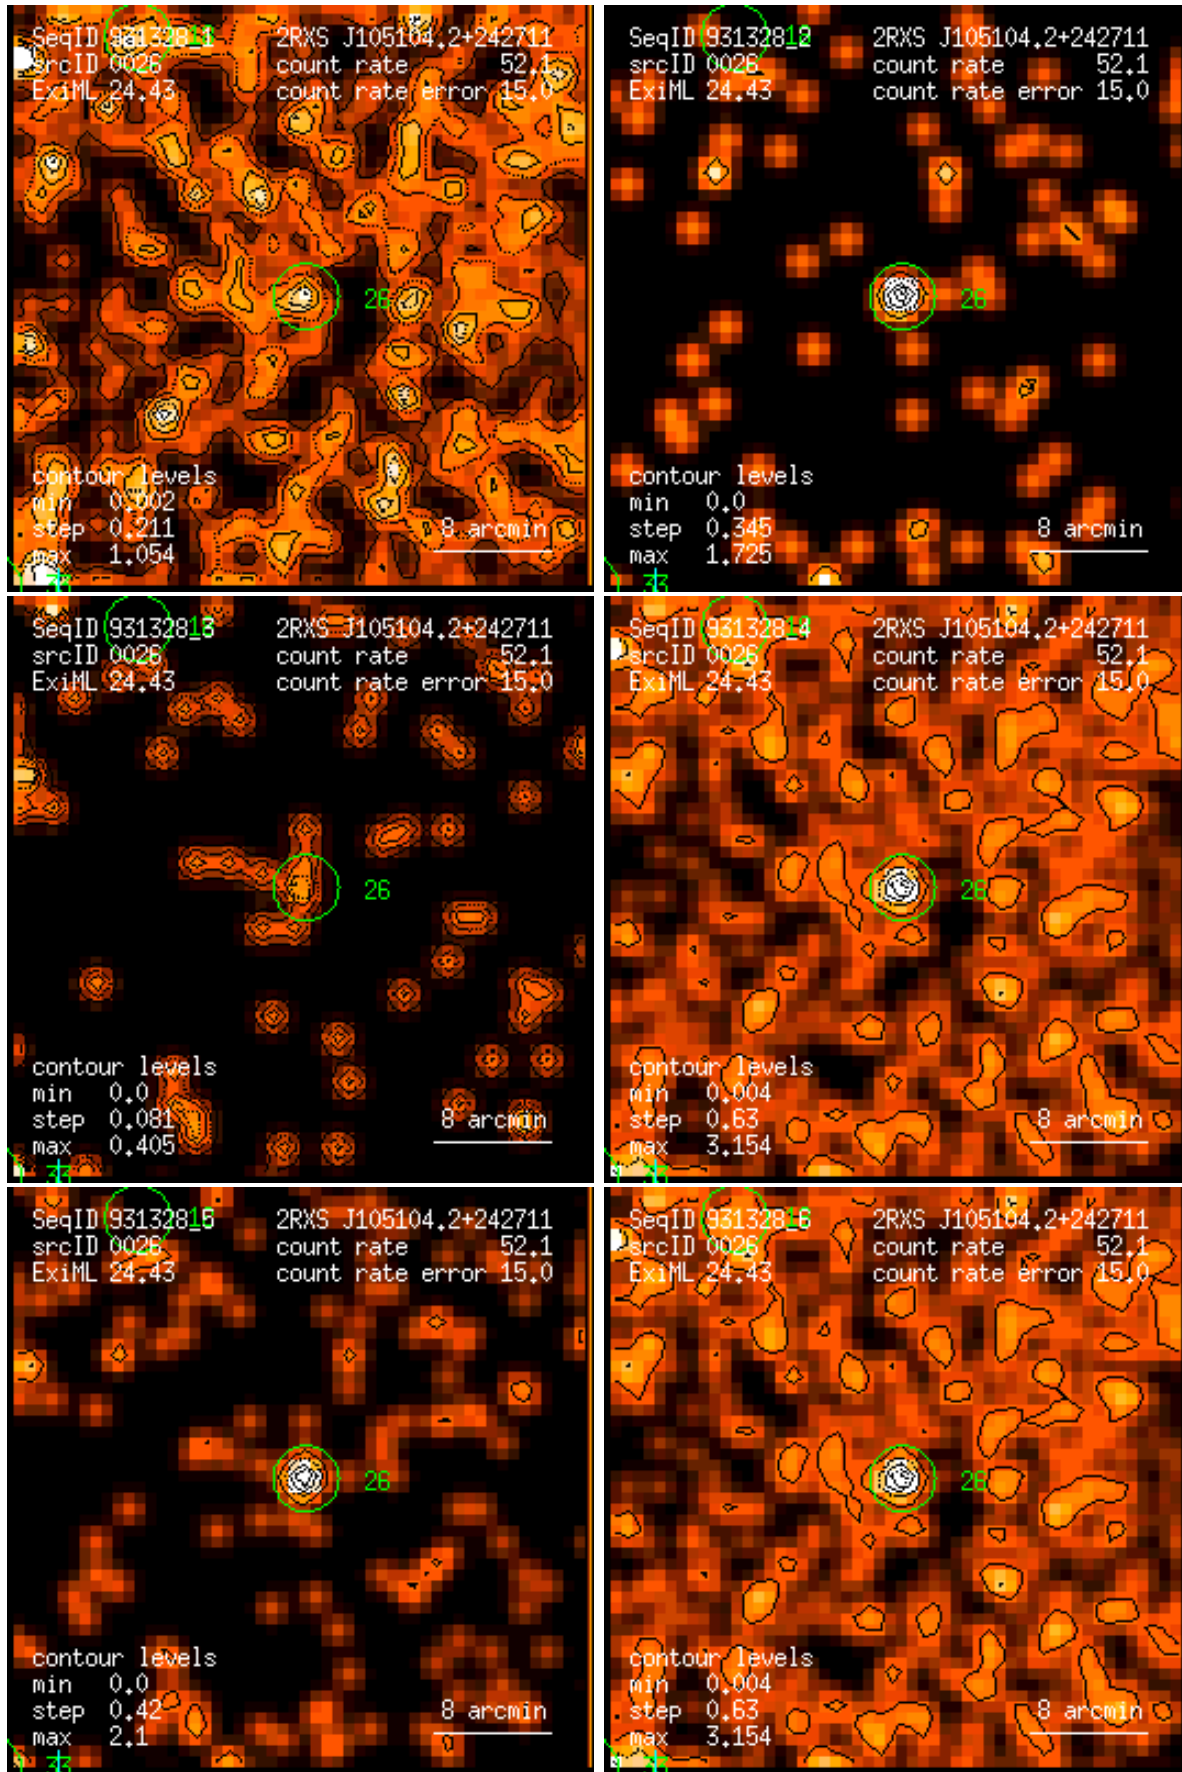 SeqID 931328_1 2RXS J105104.2+242711
srcID 0026 count rate 52.1
ExiML 24.43 count rate error 15.0
26
contour levels
min 0.002
step 0.211 8 arcmin
max 1.054
SeqID 931328_2 2RXS J105104.2+242711
srcID 0026 count rate 52.1
ExiML 24.43 count rate error 15.0
26
contour levels
min 0.0
step 0.345 8 arcmin
max 1.725
SeqID 931328_3 2RXS J105104.2+242711
srcID 0026 count rate 52.1
ExiML 24.43 count rate error 15.0
26
contour levels
min 0.0
step 0.081 8 arcmin
max 0.405
SeqID 931328_4 2RXS J105104.2+242711
srcID 0026 count rate 52.1
ExiML 24.43 count rate error 15.0
26
contour levels
min 0.004
step 0.63 8 arcmin
max 3.154
SeqID 931328_5 2RXS J105104.2+242711
srcID 0026 count rate 52.1
ExiML 24.43 count rate error 15.0
26
contour levels
min 0.0
step 0.42 8 arcmin
max 2.1
SeqID 931328_6 2RXS J105104.2+242711
srcID 0026 count rate 52.1
ExiML 24.43 count rate error 15.0
26
contour levels
min 0.004
step 0.63 8 arcmin
max 3.154